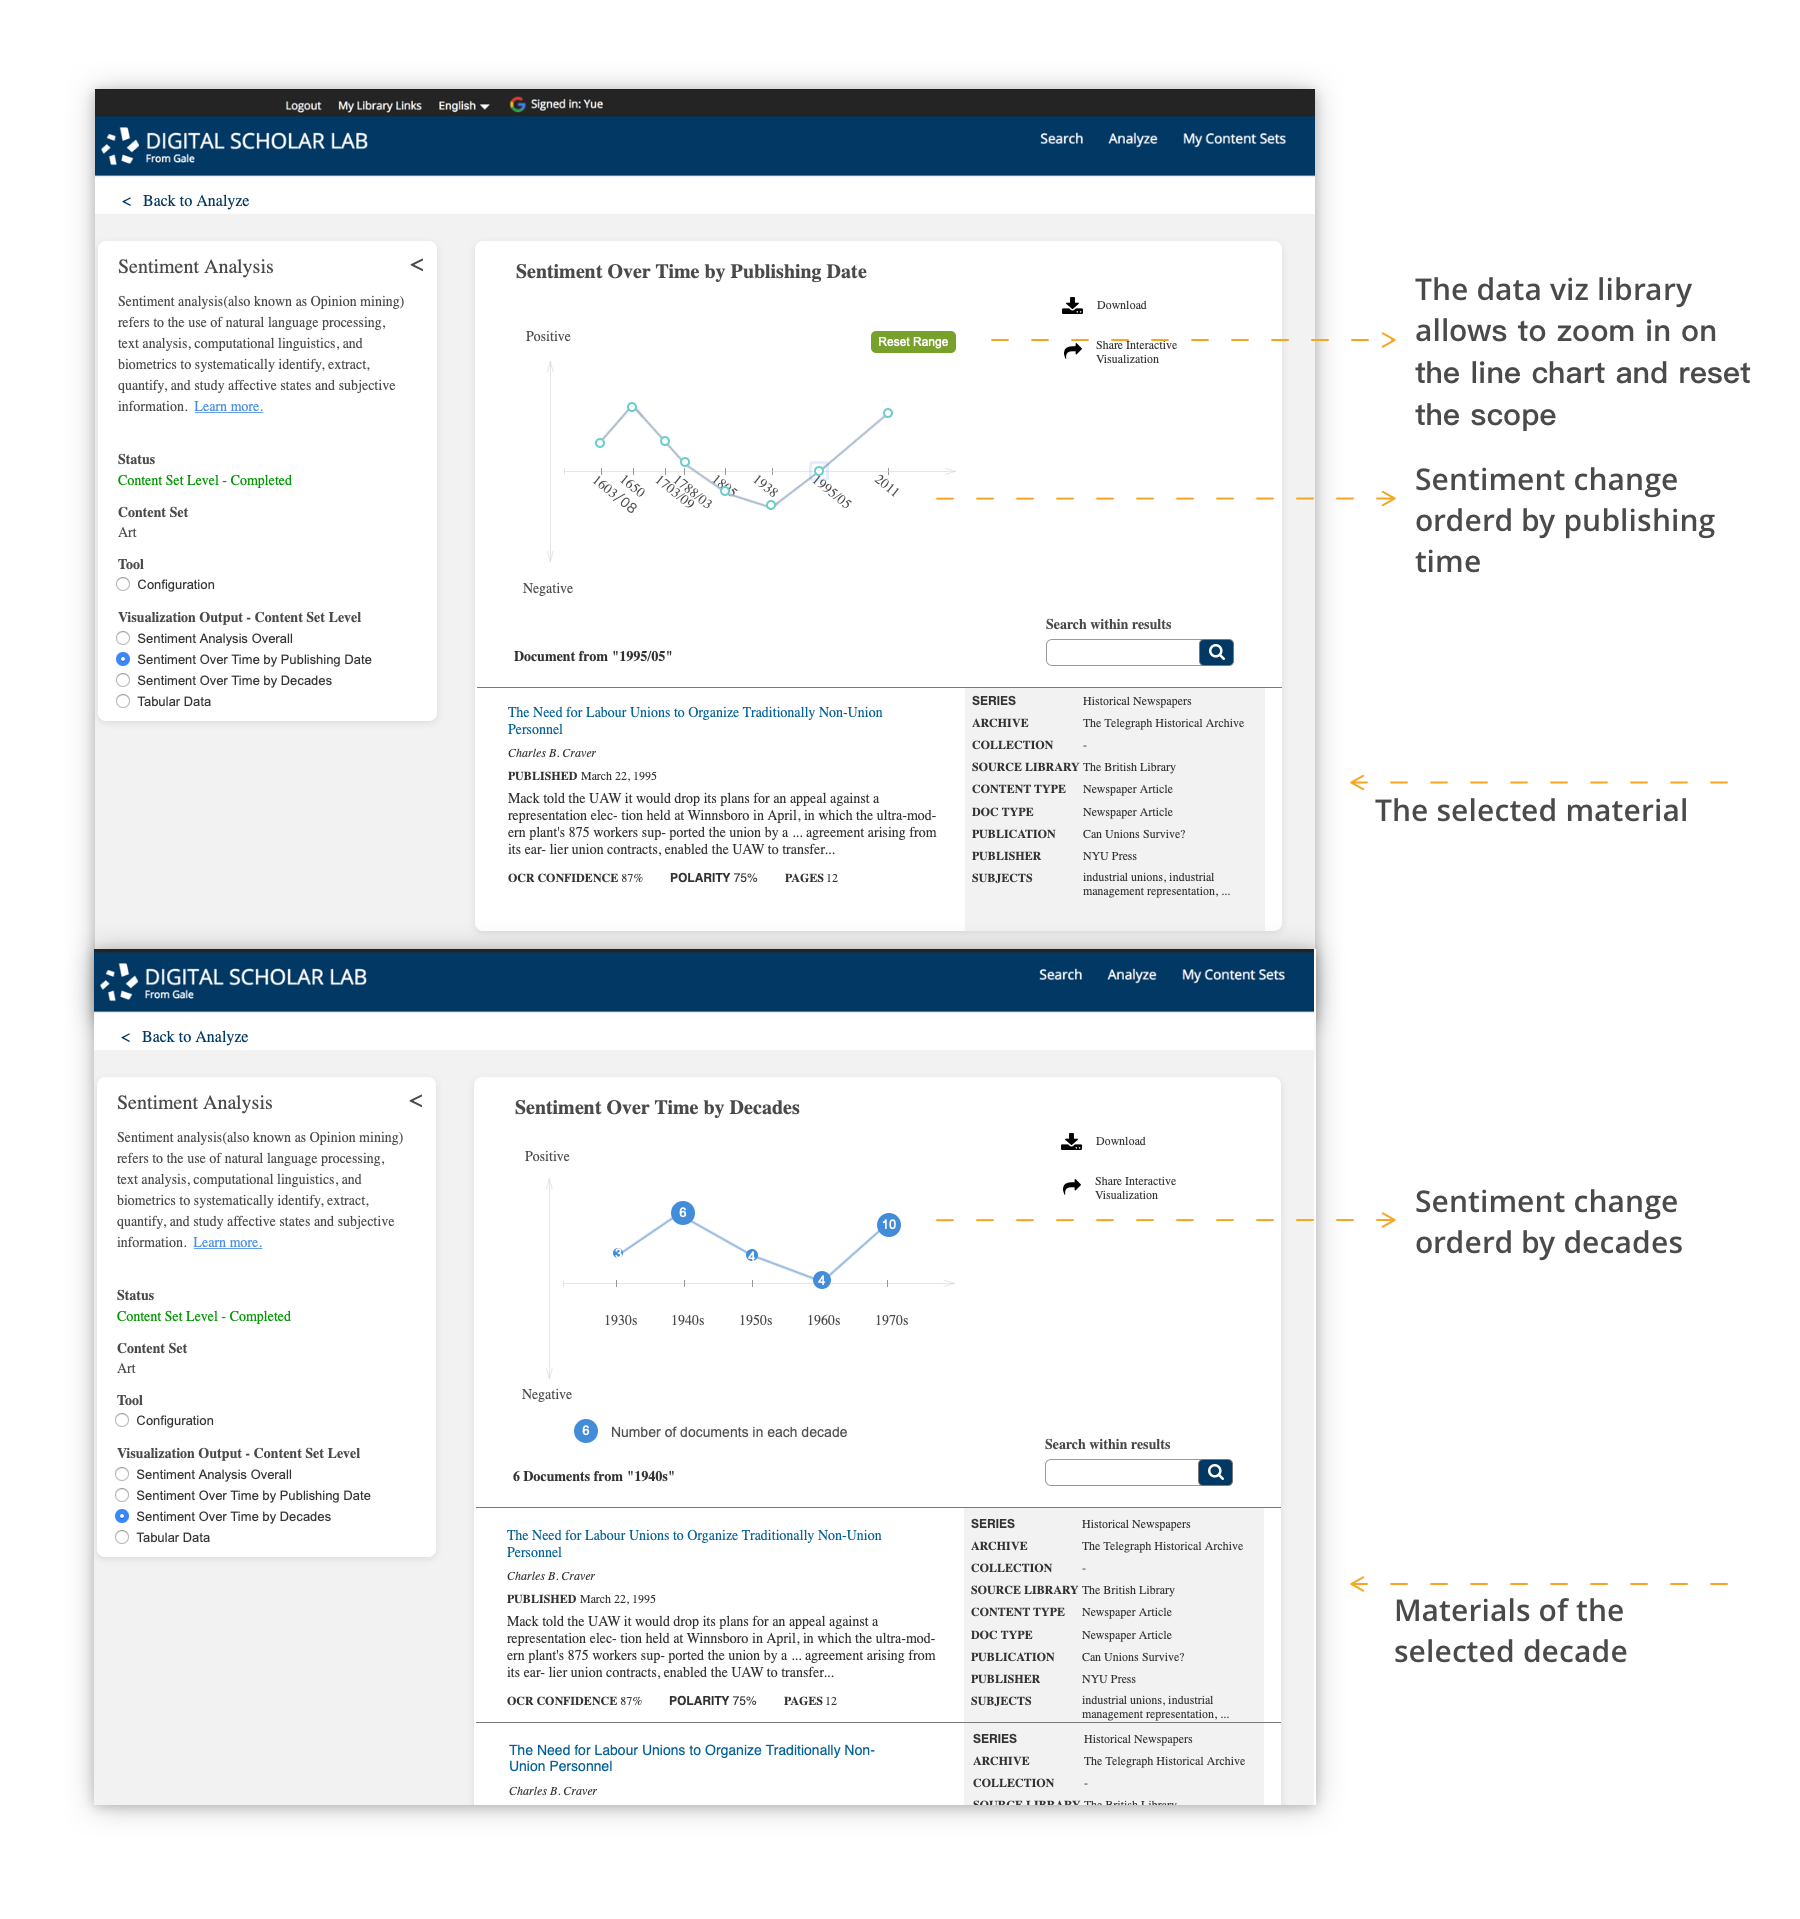 Logout My Library Links English Signed in: Yue
DIGITAL SCHOLAR LAB
From Gale
Search Analyze My Content Sets
< Back to Analyze
Sentiment Analysis <
Sentiment analysis(also known as Opinion mining)
refers to the use of natural language processing,
text analysis, computational linguistics, and
biometrics to systematically identify, extract,
quantify, and study affective states and subjective
information. Learn more.
Status
Content Set Level - Completed
Content Set
Art
Tool
Configuration
Visualization Output - Content Set Level
Sentiment Analysis Overall
Sentiment Over Time by Publishing Date
Sentiment Over Time by Decades
Tabular Data
Sentiment Over Time by Publishing Date
Download
Share Interactive
Visualization
Positive
Reset Range
1603/08 1650 1703/09 1788/03 1895 1938 1995/05 2011
Negative
Search within results
Document from "1995/05"
The Need for Labour Unions to Organize Traditionally Non-Union
Personnel
Charles B. Craver
PUBLISHED March 22, 1995
Mack told the UAW it would drop its plans for an appeal against a
representation elec- tion held at Winnsboro in April, in which the ultra-mod-
ern plant's 875 workers sup- ported the union by a ... agreement arising from
its ear- lier union contracts, enabled the UAW to transfer...
OCR CONFIDENCE 87% POLARITY 75% PAGES 12
SERIES Historical Newspapers
ARCHIVE The Telegraph Historical Archive
COLLECTION -
SOURCE LIBRARY The British Library
CONTENT TYPE Newspaper Article
DOC TYPE Newspaper Article
PUBLICATION Can Unions Survive?
PUBLISHER NYU Press
SUBJECTS industrial unions, industrial
management representation, ...
The data viz library
allows to zoom in on
the line chart and reset
the scope
Sentiment change
orderd by publishing
time
The selected material
DIGITAL SCHOLAR LAB
From Gale
Search Analyze My Content Sets
< Back to Analyze
Sentiment Analysis <
Sentiment analysis(also known as Opinion mining)
refers to the use of natural language processing,
text analysis, computational linguistics, and
biometrics to systematically identify, extract,
quantify, and study affective states and subjective
information. Learn more.
Status
Content Set Level - Completed
Content Set
Art
Tool
Configuration
Visualization Output - Content Set Level
Sentiment Analysis Overall
Sentiment Over Time by Publishing Date
Sentiment Over Time by Decades
Tabular Data
Sentiment Over Time by Decades
Download
Share Interactive
Visualization
Positive
3 6 4 4 10
1930s 1940s 1950s 1960s 1970s
Negative
6 Number of documents in each decade
Search within results
6 Documents from "1940s"
The Need for Labour Unions to Organize Traditionally Non-Union
Personnel
Charles B. Craver
PUBLISHED March 22, 1995
Mack told the UAW it would drop its plans for an appeal against a
representation elec- tion held at Winnsboro in April, in which the ultra-mod-
ern plant's 875 workers sup- ported the union by a ... agreement arising from
its ear- lier union contracts, enabled the UAW to transfer...
OCR CONFIDENCE 87% POLARITY 75% PAGES 12
SERIES Historical Newspapers
ARCHIVE The Telegraph Historical Archive
COLLECTION -
SOURCE LIBRARY The British Library
CONTENT TYPE Newspaper Article
DOC TYPE Newspaper Article
PUBLICATION Can Unions Survive?
PUBLISHER NYU Press
SUBJECTS industrial unions, industrial
management representation, ...
The Need for Labour Unions to Organize Traditionally Non-
Union Personnel
Charles B. Craver
SERIES Historical Newspapers
ARCHIVE The Telegraph Historical Archive
COLLECTION -
SOURCE LIBRARY The British Library
Sentiment change
orderd by decades
Materials of the
selected decade